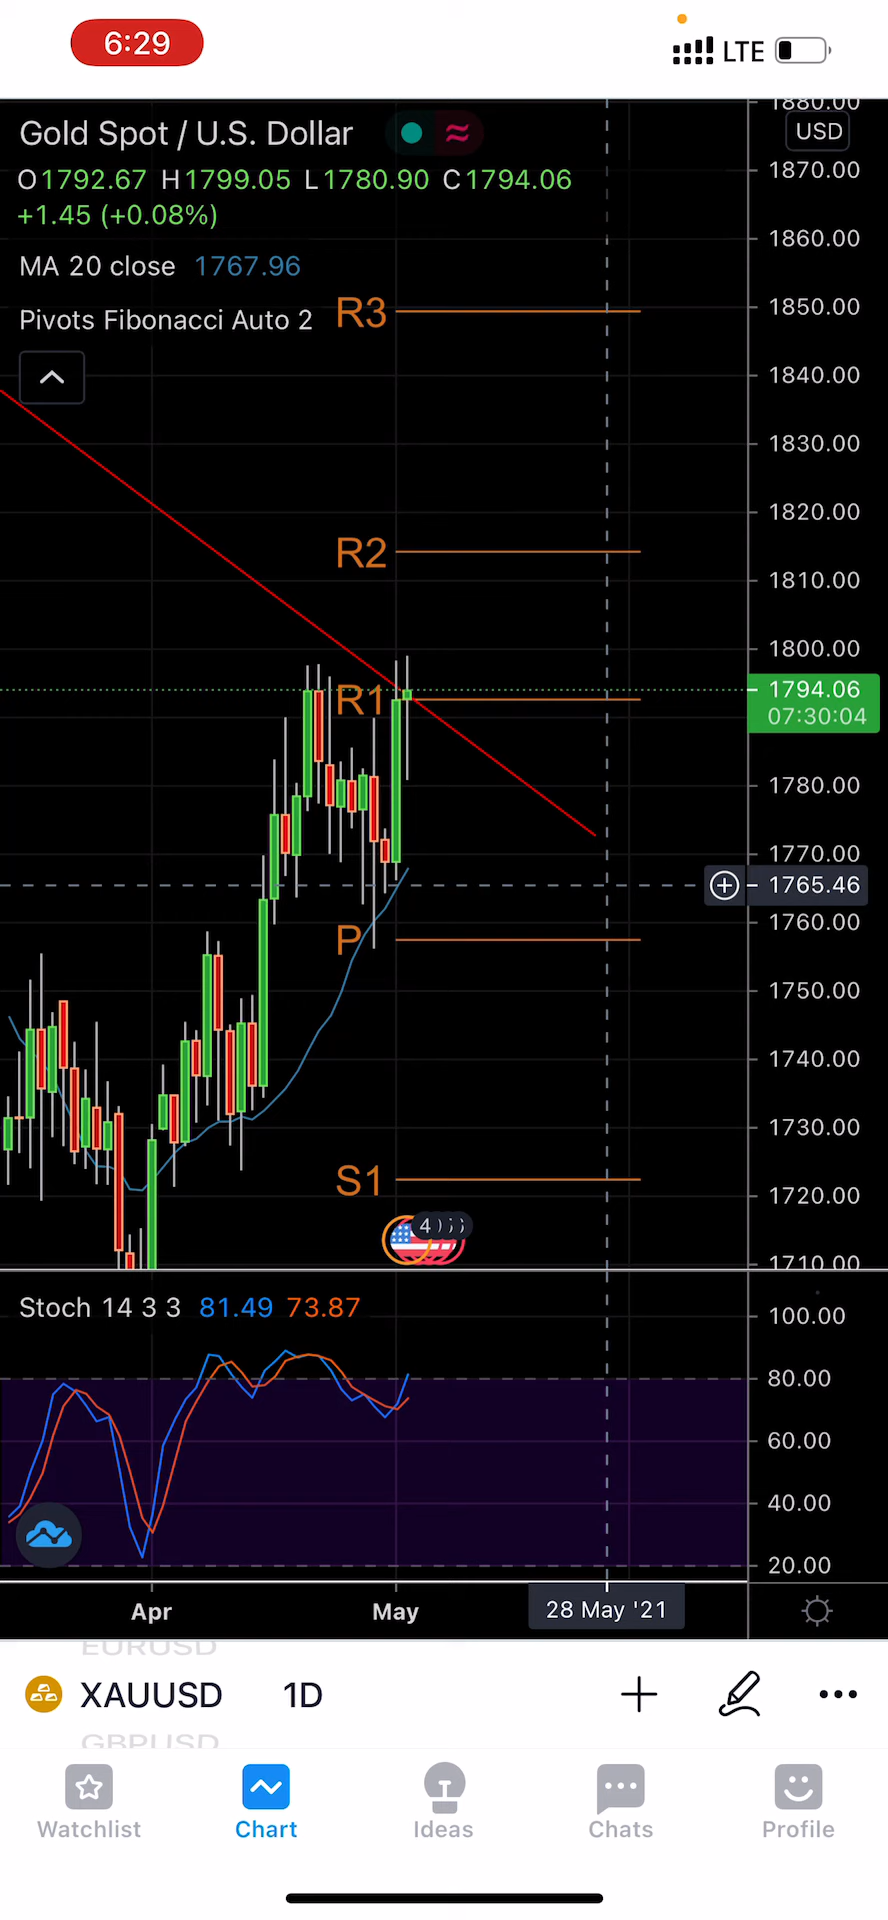 6:29
LTE
1880.00
Gold Spot / U.S. Dollar
USD
O1792.67 H1799.05 L1780.90 C1794.06
1870.00
+1.45 (+0.08%)
1860.00
MA 20 close 1767.96
Pivots Fibonacci Auto 2
R3
1850.00
1840.00
1830.00
1820.00
R2
1810.00
1800.00
R1
1794.06
07:30:04
1780.00
1770.00
1765.46
1760.00
P
1750.00
1740.00
1730.00
S1
1720.00
4
1710.00
Stoch 14 3 3 81.49 73.87
100.00
80.00
60.00
40.00
20.00
Apr
May
28 May '21
EURUSD
XAUUSD 1D
GBPUSD
Watchlist
Chart
Ideas
Chats
Profile